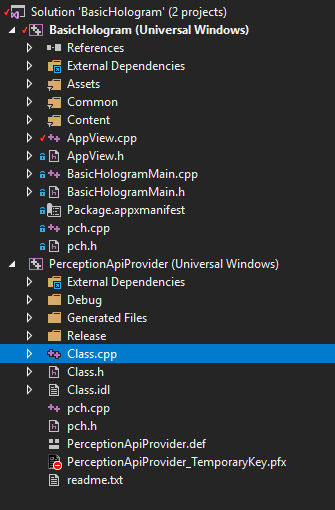 Solution 'BasicHologram' (2 projects)
BasicHologram (Universal Windows)
References
External Dependencies
Assets
Common
Content
AppView.cpp
AppView.h
BasicHologramMain.cpp
BasicHologramMain.h
Package.appxmanifest
pch.cpp
pch.h
PerceptionApiProvider (Universal Windows)
External Dependencies
Debug
Generated Files
Release
Class.cpp
Class.h
Class.idl
pch.cpp
pch.h
PerceptionApiProvider.def
PerceptionApiProvider_TemporaryKey.pfx
readme.txt